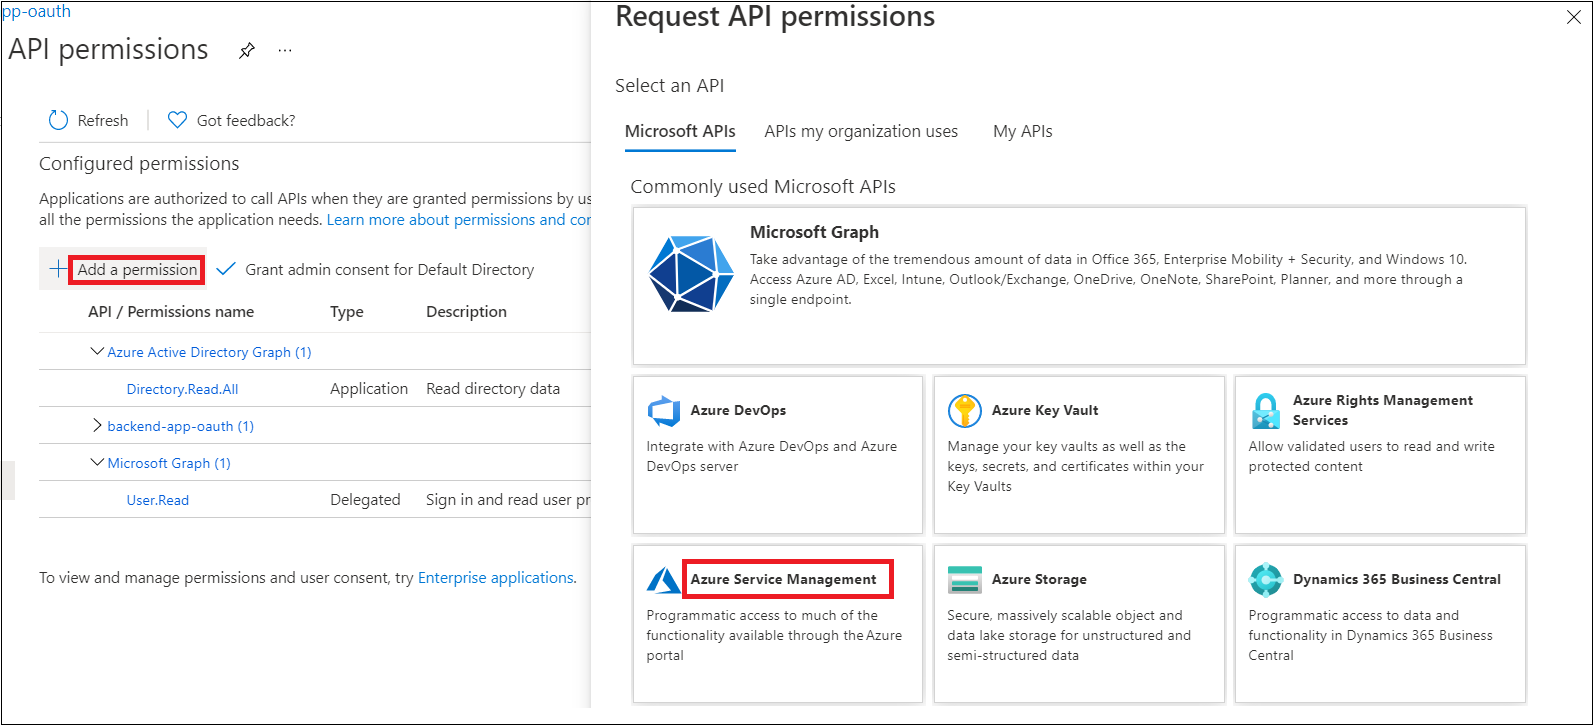 pp-oauth
API permissions
...
Refresh
Got feedback?
Configured permissions
Applications are authorized to call APIs when they are granted permissions by us
all the permissions the application needs. Learn more about permissions and con
Add a permission
Grant admin consent for Default Directory
API / Permissions name
Type
Description
Azure Active Directory Graph (1)
Directory.Read.All
Application
Read directory data
backend-app-oauth (1)
Microsoft Graph (1)
User.Read
Delegated
Sign in and read user pr
To view and manage permissions and user consent, try Enterprise applications.
Request API permissions
Select an API
Microsoft APIs
APIs my organization uses
My APIs
Commonly used Microsoft APIs
Microsoft Graph
Take advantage of the tremendous amount of data in Office 365, Enterprise Mobility + Security, and Windows 10.
Access Azure AD, Excel, Intune, Outlook/Exchange, OneDrive, OneNote, SharePoint, Planner, and more through a
single endpoint.
Azure DevOps
Integrate with Azure DevOps and Azure
DevOps server
Azure Key Vault
Manage your key vaults as well as the
keys, secrets, and certificates within your
Key Vaults
Azure Rights Management
Services
Allow validated users to read and write
protected content
Azure Service Management
Programmatic access to much of the
functionality available through the Azure
portal
Azure Storage
Secure, massively scalable object and
data lake storage for unstructured and
semi-structured data
Dynamics 365 Business Central
Programmatic access to data and
functionality in Dynamics 365 Business
Central